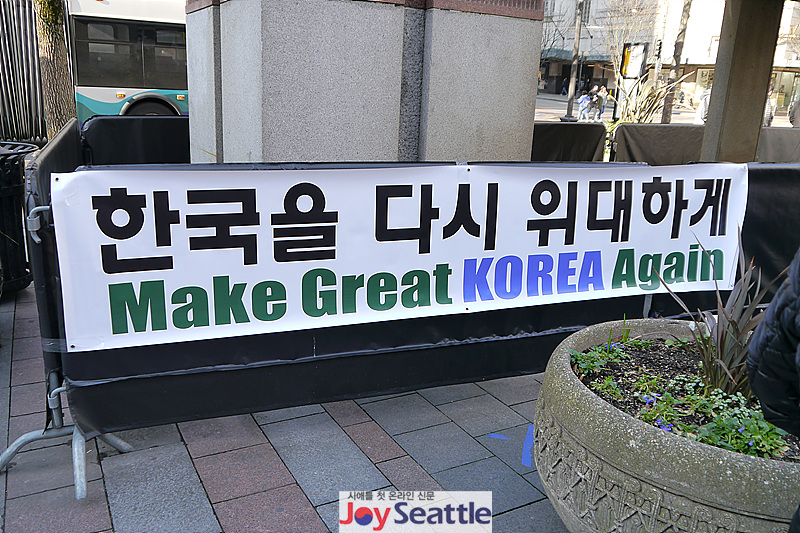 한국을 다시 위대하게
Make Great KOREA Again
시애틀 첫 온라인 신문
JoySeattle